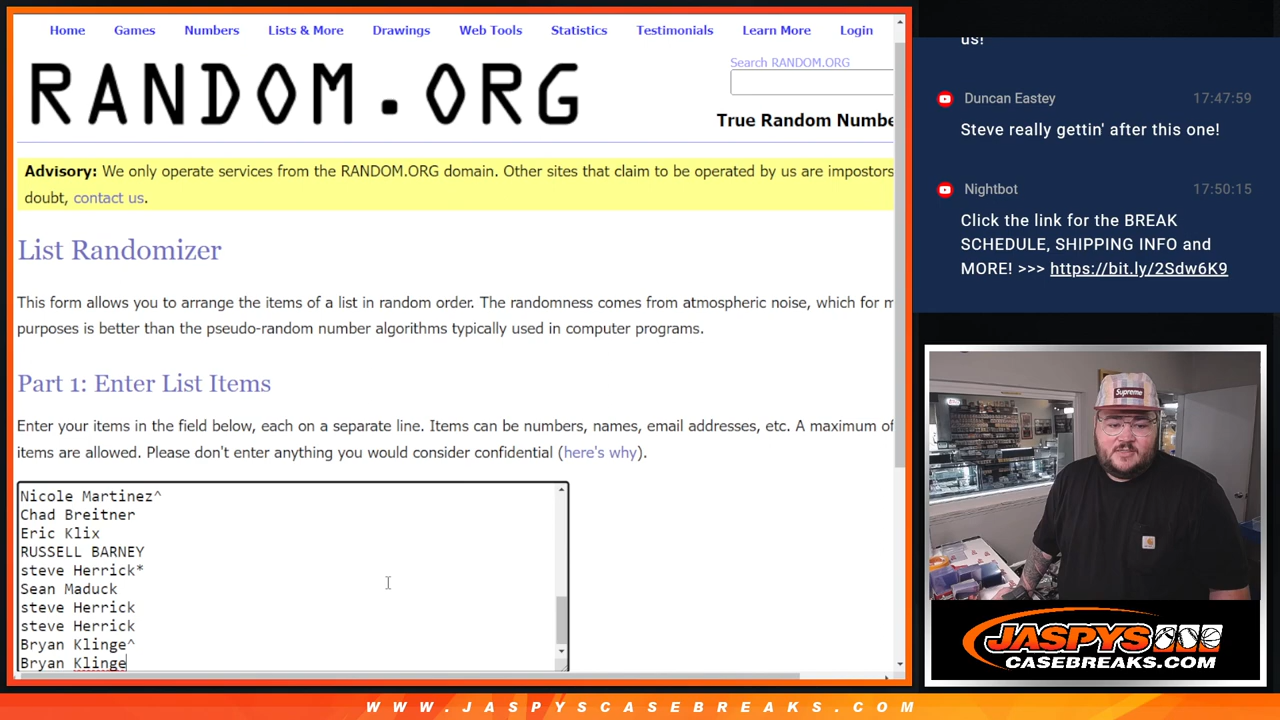 Home Games Numbers Lists & More Drawings Web Tools Statistics Testimonials Learn More Login
RANDOM.ORG
Search RANDOM.ORG
True Random Numbe
Advisory: We only operate services from the RANDOM.ORG domain. Other sites that claim to be operated by us are impostors
doubt, contact us.
List Randomizer
This form allows you to arrange the items of a list in random order. The randomness comes from atmospheric noise, which for m
purposes is better than the pseudo-random number algorithms typically used in computer programs.
Part 1: Enter List Items
Enter your items in the field below, each on a separate line. Items can be numbers, names, email addresses, etc. A maximum of
items are allowed. Please don't enter anything you would consider confidential (here's why).
Nicole Martinez^
Chad Breitner
Eric Klix
RUSSELL BARNEY
steve Herrick*
Sean Maduck
steve Herrick
steve Herrick
Bryan Klinge^
Bryan Klinge
us!
Duncan Eastey 17:47:59
Steve really gettin' after this one!
Nightbot 17:50:15
Click the link for the BREAK
SCHEDULE, SHIPPING INFO and
MORE! >>> https://bit.ly/2Sdw6K9
Supreme
JASPYS
CASEBREAKS.COM
WWW.JASPYSCASEBREAKS.COM